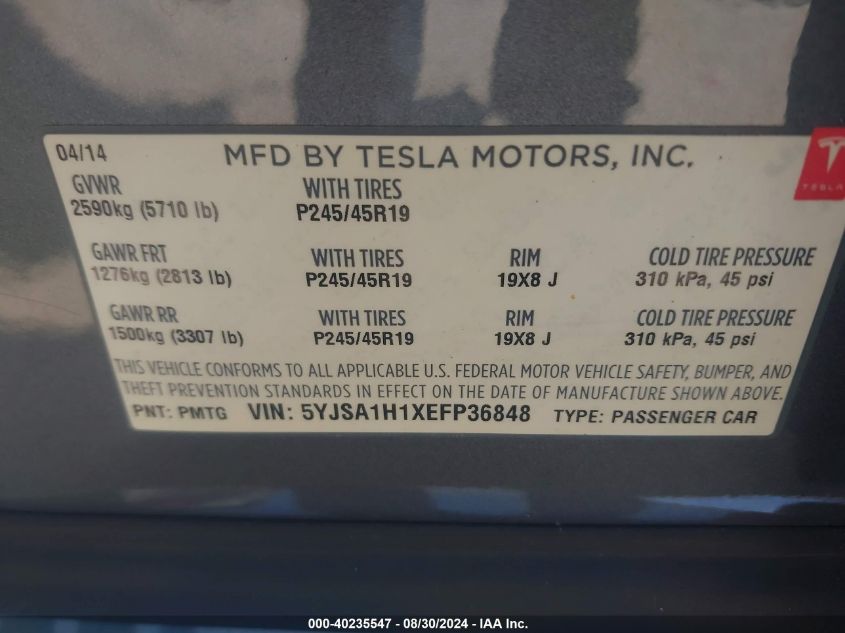 04/14 MFD BY TESLA MOTORS, INC.
TESLA
GVWR WITH TIRES
2590kg (5710 lb) P245/45R19
GAWR FRT WITH TIRES RIM COLD TIRE PRESSURE
1276kg (2813 lb) P245/45R19 19X8 J 310 kPa, 45 psi
GAWR RR WITH TIRES RIM COLD TIRE PRESSURE
1500kg (3307 lb) P245/45R19 19X8 J 310 kPa, 45 psi
THIS VEHICLE CONFORMS TO ALL APPLICABLE U.S. FEDERAL MOTOR VEHICLE SAFETY, BUMPER, AND
THEFT PREVENTION STANDARDS IN EFFECT ON THE DATE OF MANUFACTURE SHOWN ABOVE.
PNT: PMTG VIN: 5YJSA1H1XEFP36848 TYPE: PASSENGER CAR
000-40235547 - 08/30/2024 - IAA Inc.